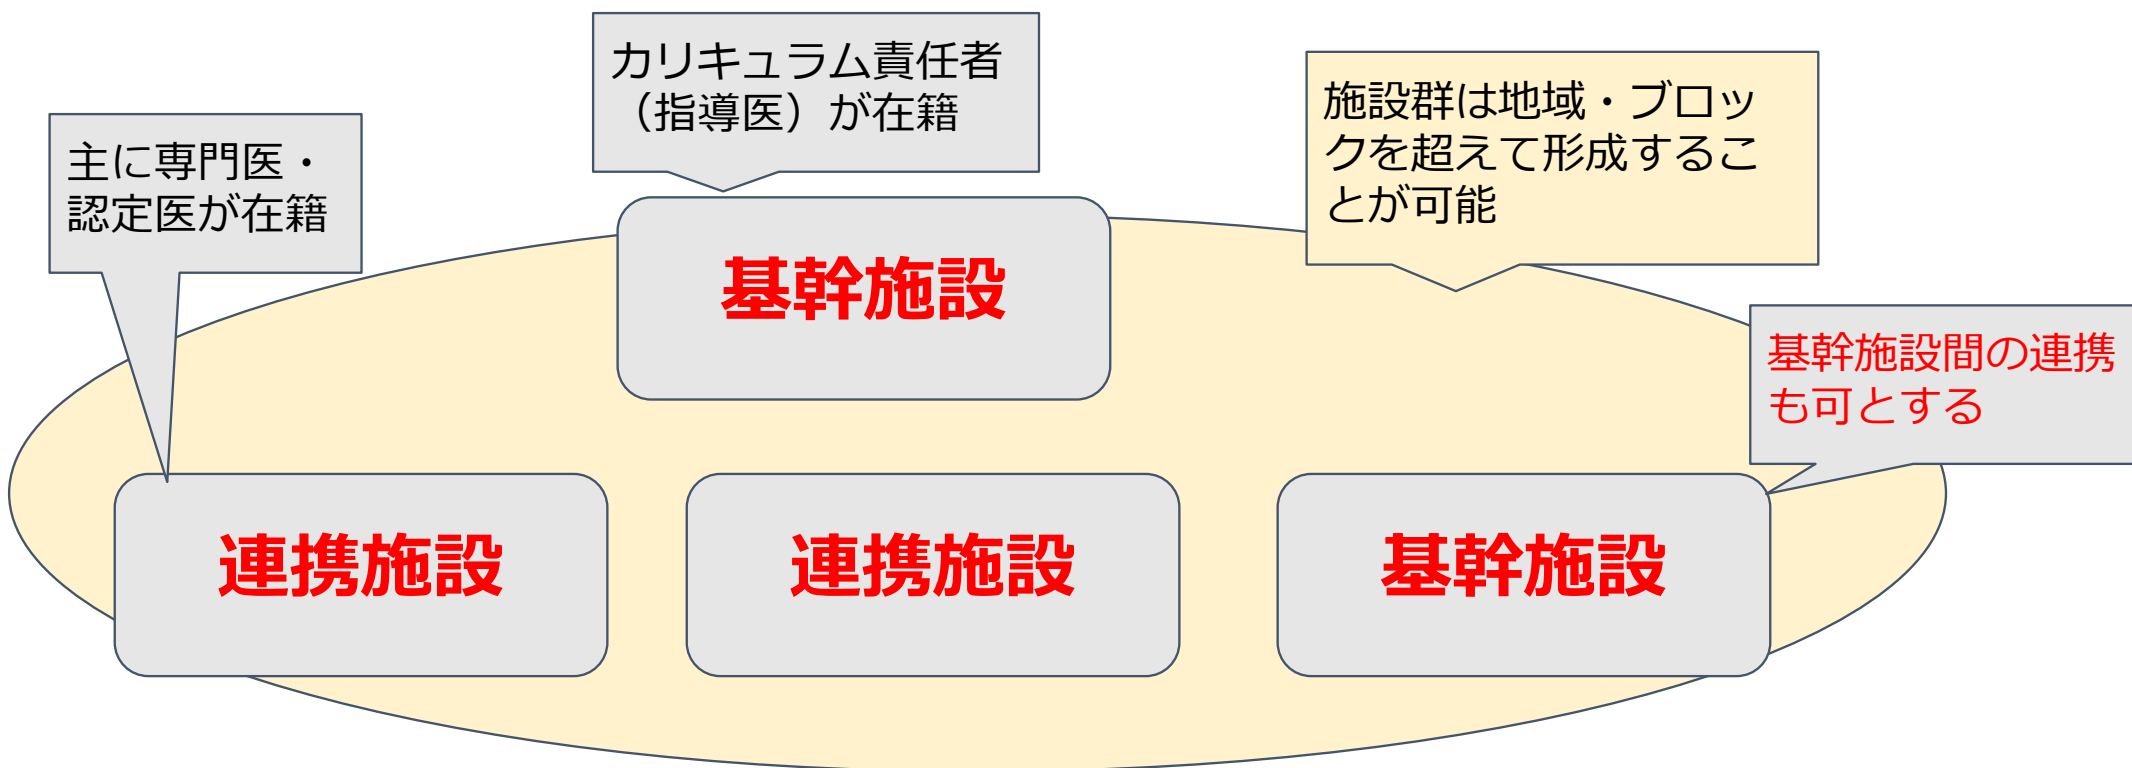 カリキュラム責任者
（指導医）が在籍
施設群は地域・ブロッ
クを超えて形成するこ
とが可能
主に専門医・
認定医が在籍
基幹施設
基幹施設間の連携
も可とする
連携施設
連携施設
基幹施設